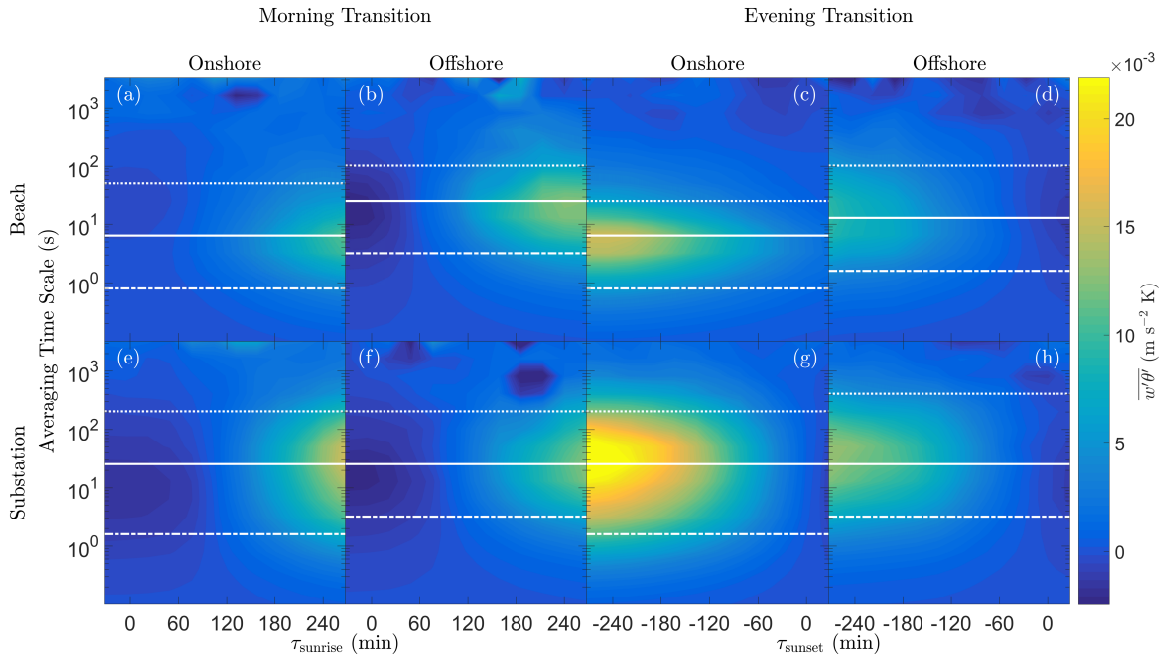 Morning Transition Evening Transition
Onshore Offshore Onshore Offshore
×10⁻³
(a) (b) (c) (d)
10³
10²
10¹
10⁰
Beach
(e) (f) (g) (h)
10³
10²
10¹
10⁰
Substation
Averaging Time Scale (s)
0 60 120 180 240 0 60 120 180 240 -240 -180 -120 -60 0 -240 -180 -120 -60 0
τsunrise (min) τsunset (min)
20
15
10
5
0
w′θ′ (m s⁻² K)